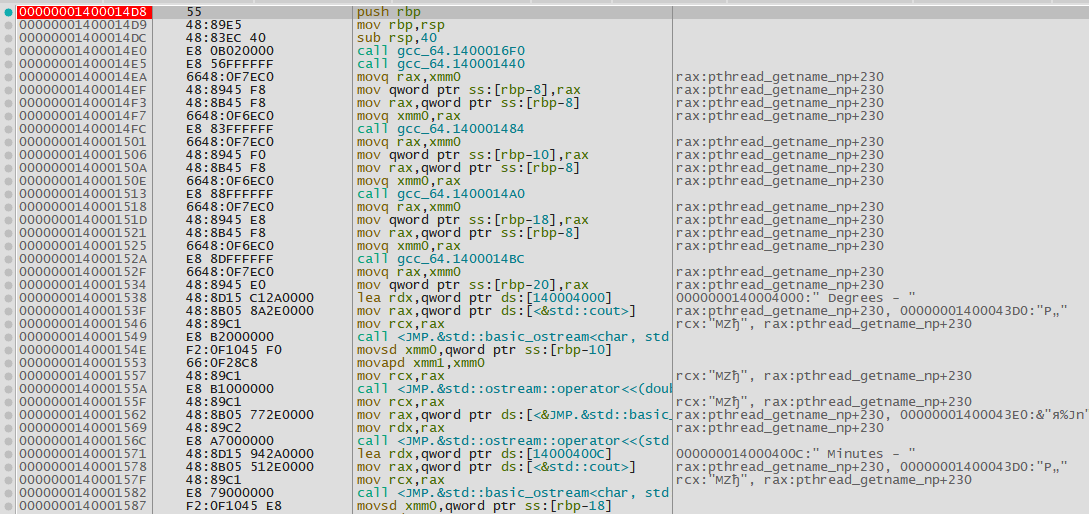 00000001400014D8 55 push rbp
00000001400014D9 48:89E5 mov rbp,rsp
00000001400014DC 48:83EC 40 sub rsp,40
00000001400014E0 E8 0B020000 call gcc_64.1400016F0
00000001400014E5 E8 56FFFFFF call gcc_64.140001440
00000001400014EA 6648:0F7EC0 movq rax,xmm0 rax:pthread_getname_np+230
00000001400014EF 48:8945 F8 mov qword ptr ss:[rbp-8],rax rax:pthread_getname_np+230
00000001400014F3 48:8B45 F8 mov rax,qword ptr ss:[rbp-8] rax:pthread_getname_np+230
00000001400014F7 6648:0F6EC0 movq xmm0,rax rax:pthread_getname_np+230
00000001400014FC E8 83FFFFFF call gcc_64.140001484
0000000140001501 6648:0F7EC0 movq rax,xmm0 rax:pthread_getname_np+230
0000000140001506 48:8945 F0 mov qword ptr ss:[rbp-10],rax rax:pthread_getname_np+230
000000014000150A 48:8B45 F8 mov rax,qword ptr ss:[rbp-8] rax:pthread_getname_np+230
000000014000150E 6648:0F6EC0 movq xmm0,rax rax:pthread_getname_np+230
0000000140001513 E8 88FFFFFF call gcc_64.1400014A0
0000000140001518 6648:0F7EC0 movq rax,xmm0 rax:pthread_getname_np+230
000000014000151D 48:8945 E8 mov qword ptr ss:[rbp-18],rax rax:pthread_getname_np+230
0000000140001521 48:8B45 F8 mov rax,qword ptr ss:[rbp-8] rax:pthread_getname_np+230
0000000140001525 6648:0F6EC0 movq xmm0,rax rax:pthread_getname_np+230
000000014000152A E8 8DFFFFFF call gcc_64.1400014BC
000000014000152F 6648:0F7EC0 movq rax,xmm0 rax:pthread_getname_np+230
0000000140001534 48:8945 E0 mov qword ptr ss:[rbp-20],rax rax:pthread_getname_np+230
0000000140001538 48:8D15 C12A0000 lea rdx,qword ptr ds:[140004000] 0000000140004000:" Degrees - "
000000014000153F 48:8B05 8A2E0000 mov rax,qword ptr ds:[<&std::cout>] rax:pthread_getname_np+230, 00000001400043D0:"P„"
0000000140001546 48:89C1 mov rcx,rax rcx:"MZђ", rax:pthread_getname_np+230
0000000140001549 E8 B2000000 call <JMP.&std::basic_ostream<char, std
000000014000154E F2:0F1045 F0 movsd xmm0,qword ptr ss:[rbp-10]
0000000140001553 66:0F28C8 movapd xmm1,xmm0
0000000140001557 48:89C1 mov rcx,rax rcx:"MZђ", rax:pthread_getname_np+230
000000014000155A E8 B1000000 call <JMP.&std::ostream::operator<<(dou
000000014000155F 48:89C1 mov rcx,rax rcx:"MZђ", rax:pthread_getname_np+230
0000000140001562 48:8B05 772E0000 mov rax,qword ptr ds:[<&JMP.&std::basic_ rax:pthread_getname_np+230, 00000001400043E0:&"я%Jn"
0000000140001569 48:89C2 mov rdx,rax rax:pthread_getname_np+230
000000014000156C E8 A7000000 call <JMP.&std::ostream::operator<<(std
0000000140001571 48:8D15 942A0000 lea rdx,qword ptr ds:[14000400C] 000000014000400C:" Minutes - "
0000000140001578 48:8B05 512E0000 mov rax,qword ptr ds:[<&std::cout>] rax:pthread_getname_np+230, 00000001400043D0:"P„"
000000014000157F 48:89C1 mov rcx,rax rcx:"MZђ", rax:pthread_getname_np+230
0000000140001582 E8 79000000 call <JMP.&std::basic_ostream<char, std
0000000140001587 F2:0F1045 E8 movsd xmm0,qword ptr ss:[rbp-18]